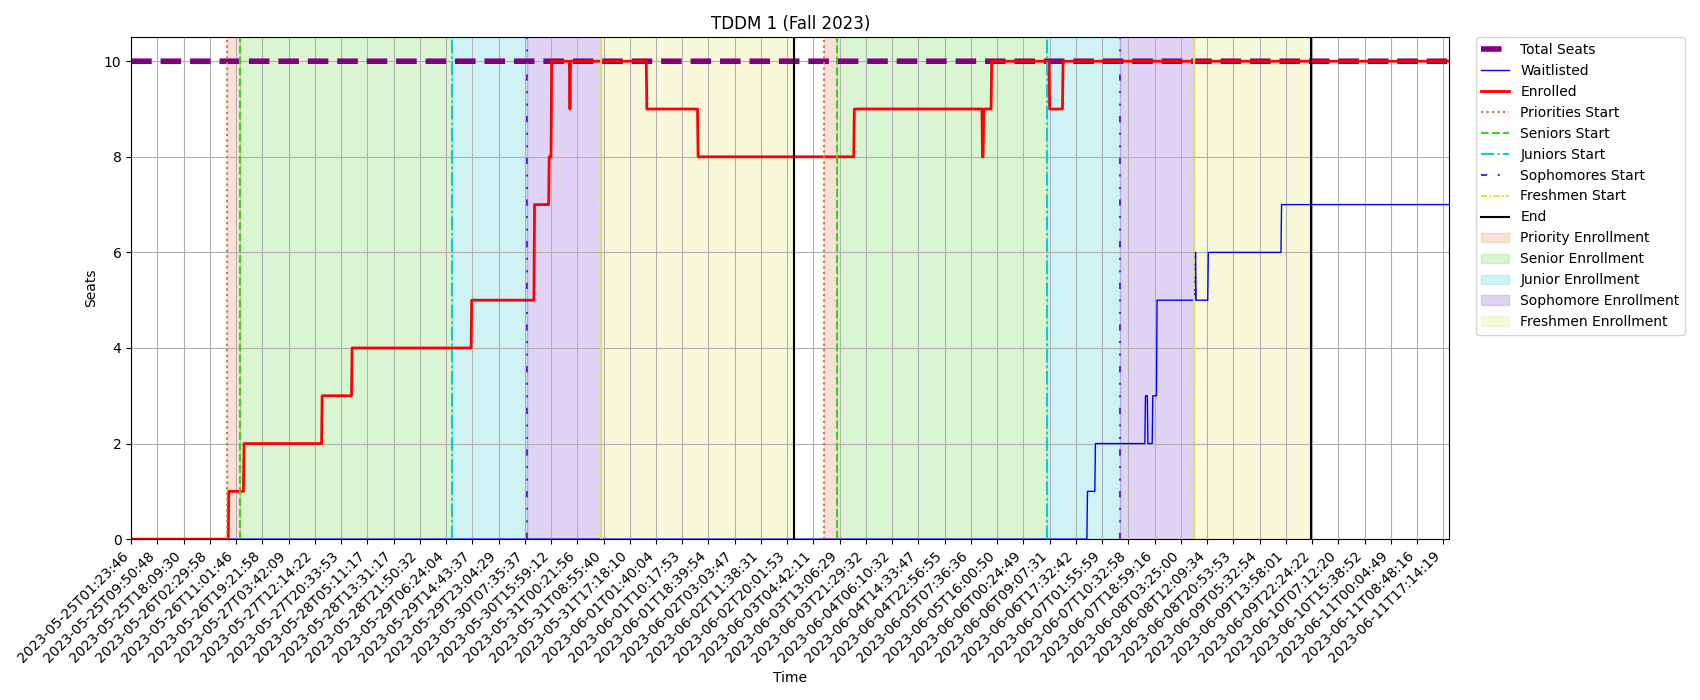 TDDM 1 (Fall 2023)
Seats
10
8
6
4
2
0
Total Seats
Waitlisted
Enrolled
Priorities Start
Seniors Start
Juniors Start
Sophomores Start
Freshmen Start
End
Priority Enrollment
Senior Enrollment
Junior Enrollment
Sophomore Enrollment
Freshmen Enrollment
2023-05-25T01:23:46
2023-05-25T09:50:48
2023-05-25T18:09:30
2023-05-26T02:29:58
2023-05-26T11:01:46
2023-05-26T19:21:58
2023-05-27T03:42:09
2023-05-27T12:14:22
2023-05-27T20:33:53
2023-05-28T05:11:17
2023-05-28T13:31:17
2023-05-28T21:50:32
2023-05-29T06:24:04
2023-05-29T14:43:37
2023-05-29T23:04:29
2023-05-30T07:35:37
2023-05-30T15:59:12
2023-05-31T00:21:56
2023-05-31T08:55:40
2023-05-31T17:18:10
2023-06-01T01:40:04
2023-06-01T10:17:53
2023-06-01T18:39:54
2023-06-02T03:03:47
2023-06-02T11:38:31
2023-06-02T20:01:53
2023-06-03T04:42:11
2023-06-03T13:06:29
2023-06-03T21:29:32
2023-06-04T06:10:32
2023-06-04T14:33:47
2023-06-04T22:56:55
2023-06-05T07:36:36
2023-06-05T16:00:50
2023-06-06T00:24:49
2023-06-06T09:07:31
2023-06-06T17:32:42
2023-06-07T01:55:59
2023-06-07T10:32:58
2023-06-07T18:59:16
2023-06-08T03:25:00
2023-06-08T12:09:34
2023-06-08T20:53:53
2023-06-09T05:32:54
2023-06-09T13:58:01
2023-06-09T22:24:22
2023-06-10T07:12:20
2023-06-10T15:38:52
2023-06-11T00:04:49
2023-06-11T08:48:16
2023-06-11T17:14:19
Time